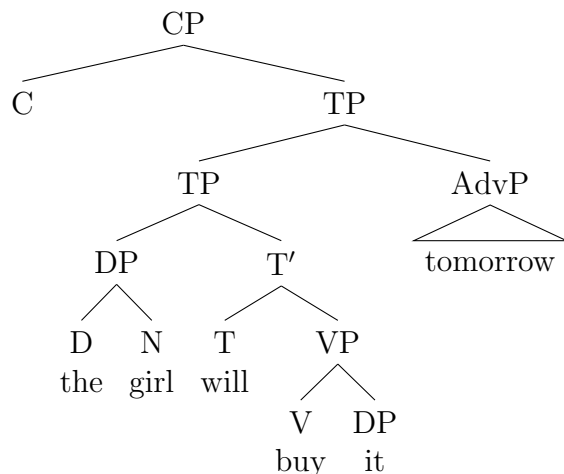 CP
C TP
TP AdvP
DP T′ tomorrow
D N T VP
the girl will
V DP
buy it